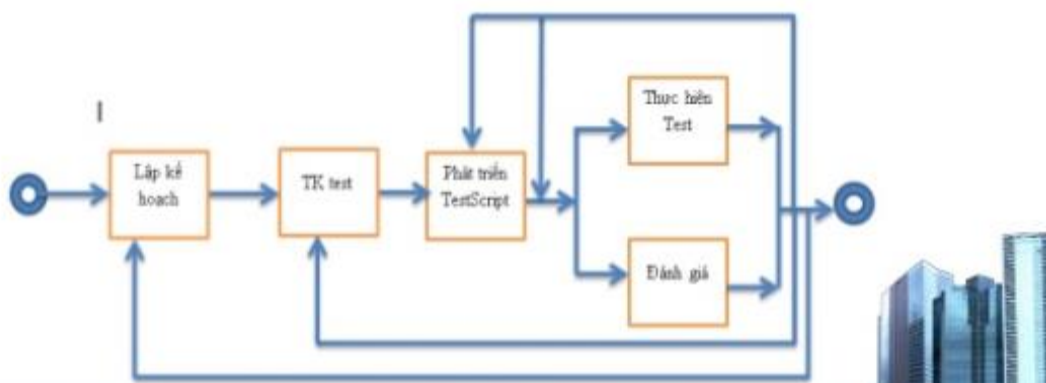 Lập kế
hoạch
TK test
Phát triển
TestScript
Thực hiện
Test
Đánh giá